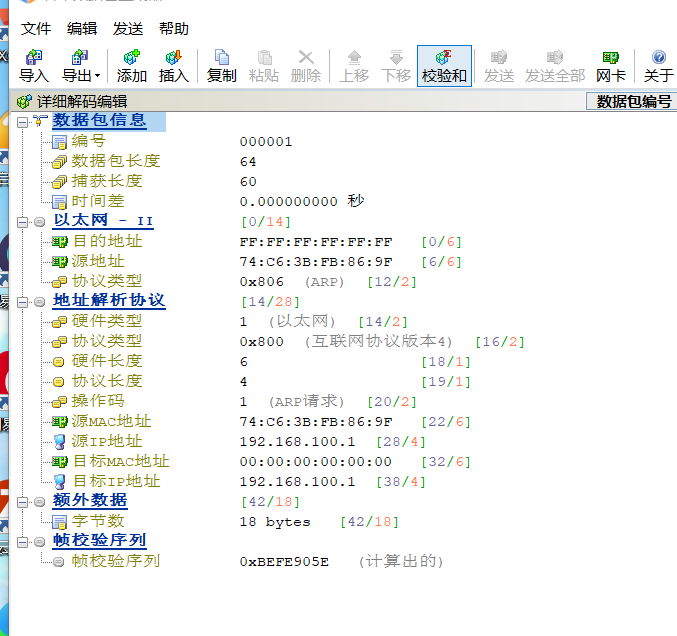 文件 编辑 发送 帮助
导入 导出 添加 插入 复制 粘贴 删除 上移 下移 校验和 发送 发送全部 网卡 关于
详细解码编辑 数据包编号
数据包信息
编号 000001
数据包长度 64
捕获长度 60
时间差 0.000000000 秒
以太网 - II [0/14]
目的地址 FF:FF:FF:FF:FF:FF [0/6]
源地址 74:C6:3B:FB:86:9F [6/6]
协议类型 0x806 (ARP) [12/2]
地址解析协议 [14/28]
硬件类型 1 (以太网) [14/2]
协议类型 0x800 (互联网协议版本4) [16/2]
硬件长度 6 [18/1]
协议长度 4 [19/1]
操作码 1 (ARP请求) [20/2]
源MAC地址 74:C6:3B:FB:86:9F [22/6]
源IP地址 192.168.100.1 [28/4]
目标MAC地址 00:00:00:00:00:00 [32/6]
目标IP地址 192.168.100.1 [38/4]
额外数据 [42/18]
字节数 18 bytes [42/18]
帧校验序列
帧校验序列 0xBEFE905E (计算出的)